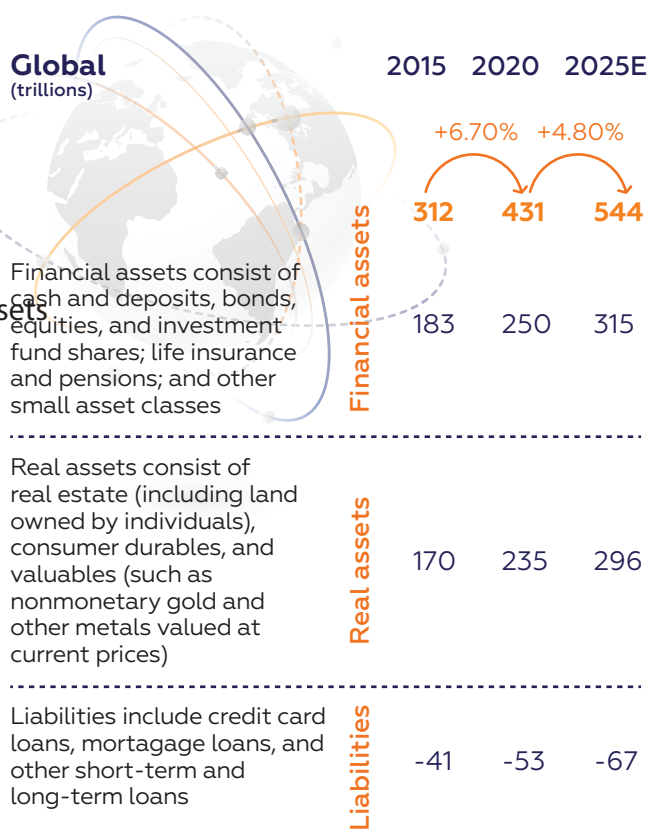 Global
(trillions)
2015 2020 2025E
+6.70% +4.80%
312 431 544
Financial assets consist of
cash and deposits, bonds,
sets
equities, and investment
fund shares; life insurance
and pensions; and other
small asset classes
Financial assets
183 250 315
Real assets consist of
real estate (including land
owned by individuals),
consumer durables, and
valuables (such as
nonmonetary gold and
other metals valued at
current prices)
Real assets
170 235 296
Liabilities include credit card
loans, mortagage loans, and
other short-term and
long-term loans
Liabilities
-41 -53 -67